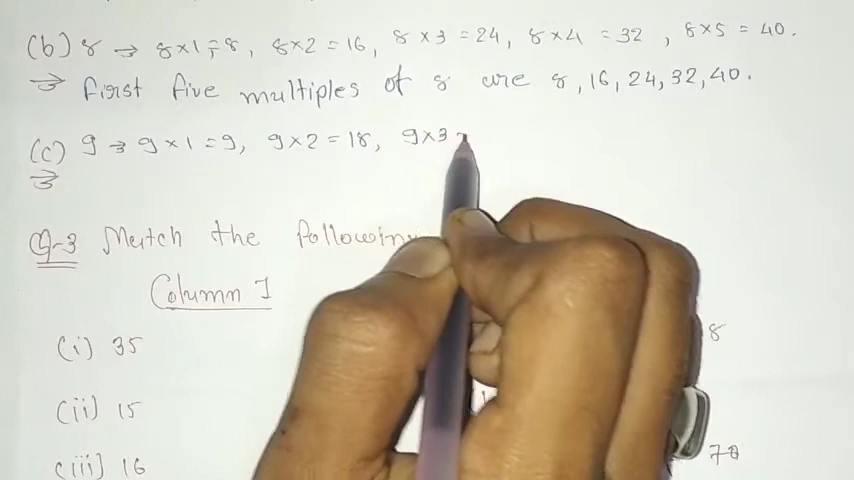 (b) 8 → 8×1=8, 8×2=16, 8×3=24, 8×4=32, 8×5=40.
⇒ First five multiples of 8 are 8,16,24,32,40.
(c) 9 → 9×1=9, 9×2=18, 9×3
⇒
Q-3 Match the Following
Column I
(i) 35 8
(ii) 15
(iii) 16 70